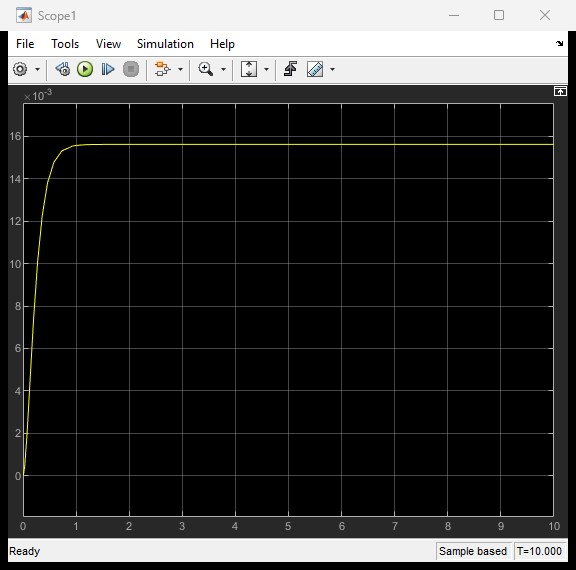 Scope1
File Tools View Simulation Help
×10-3
16
14
12
10
8
6
4
2
0
0 1 2 3 4 5 6 7 8 9 10
Ready Sample based T=10.000